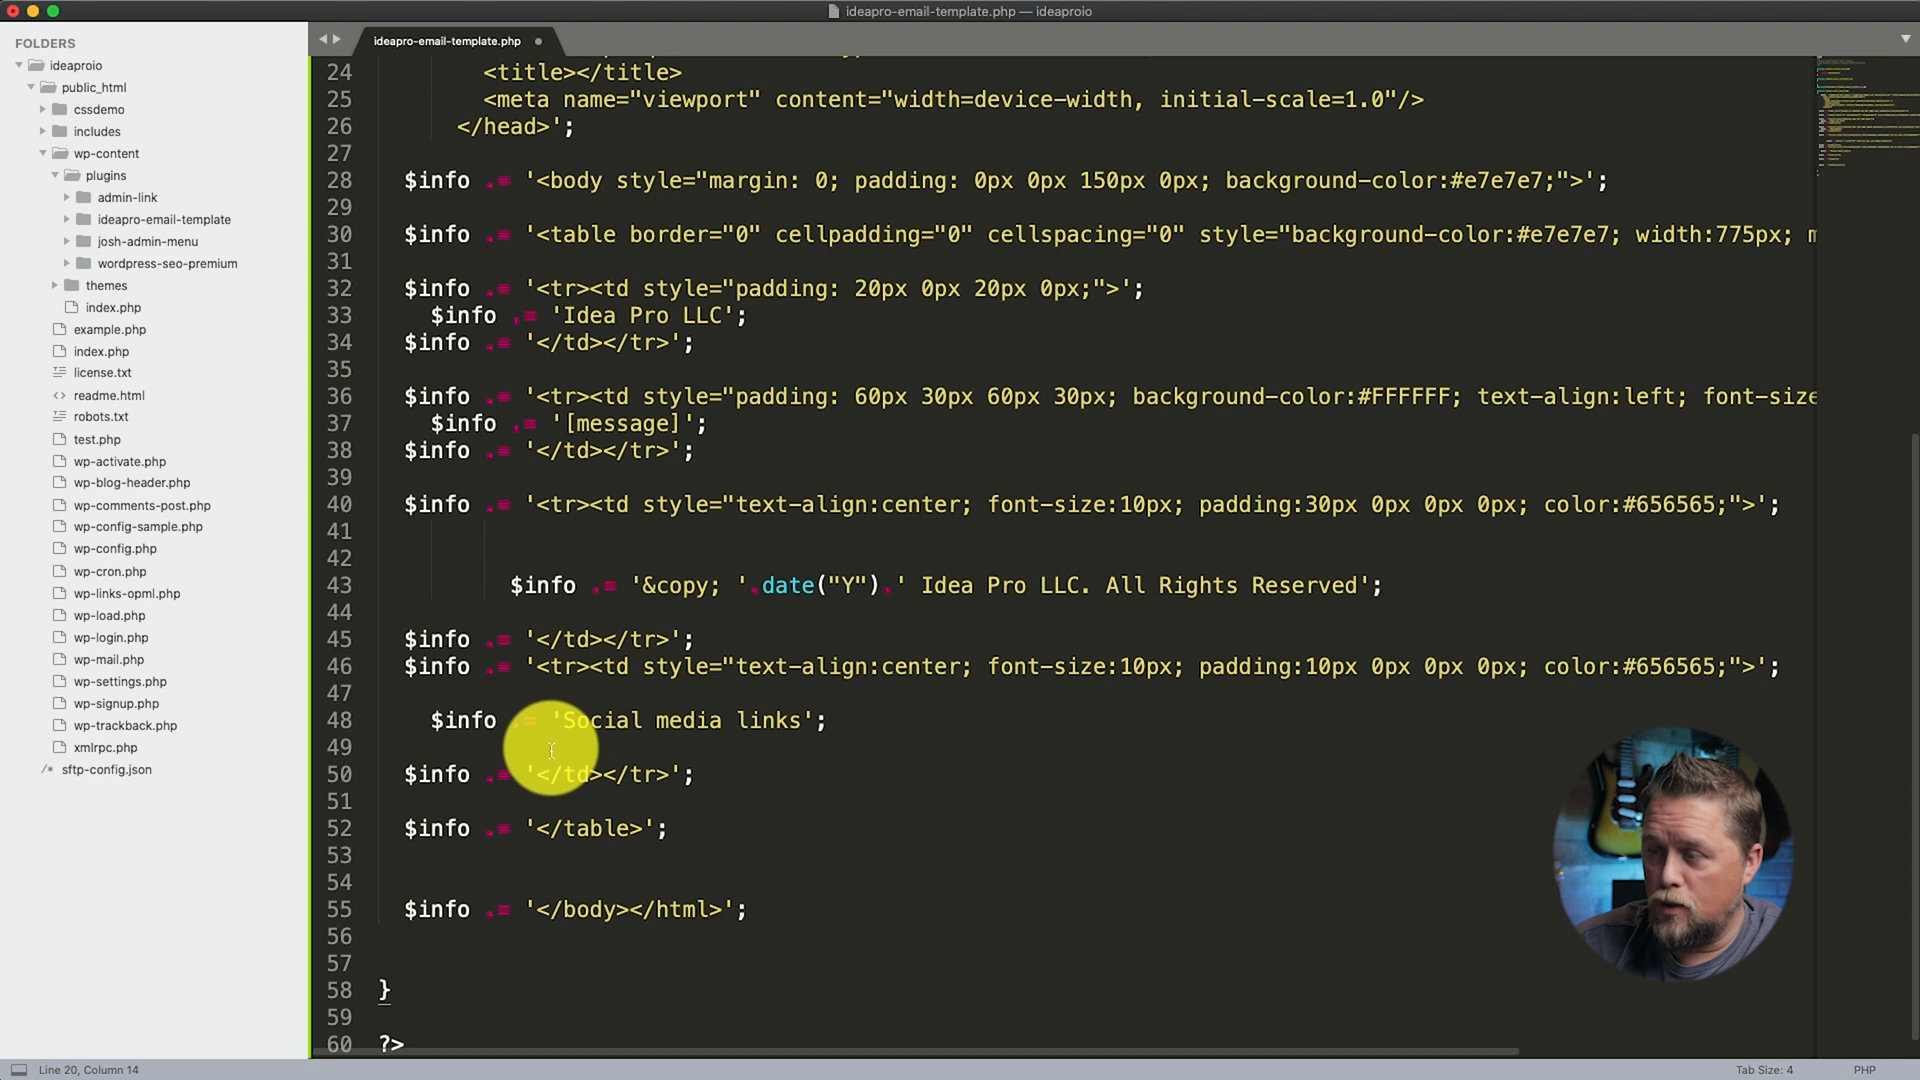 ideapro-email-template.php — ideaproio
FOLDERS
ideaproio
public_html
cssdemo
includes
wp-content
plugins
admin-link
ideapro-email-template
josh-admin-menu
wordpress-seo-premium
themes
index.php
example.php
index.php
license.txt
readme.html
robots.txt
test.php
wp-activate.php
wp-blog-header.php
wp-comments-post.php
wp-config-sample.php
wp-config.php
wp-cron.php
wp-links-opml.php
wp-load.php
wp-login.php
wp-mail.php
wp-settings.php
wp-signup.php
wp-trackback.php
xmlrpc.php
/* sftp-config.json
ideapro-email-template.php
24 <title></title>
25 <meta name="viewport" content="width=device-width, initial-scale=1.0"/>
26 </head>';
27
28 $info .= '<body style="margin: 0; padding: 0px 0px 150px 0px; background-color:#e7e7e7;">';
29
30 $info .= '<table border="0" cellpadding="0" cellspacing="0" style="background-color:#e7e7e7; width:775px; m
31
32 $info .= '<tr><td style="padding: 20px 0px 20px 0px;">';
33 $info .= 'Idea Pro LLC';
34 $info .= '</td></tr>';
35
36 $info .= '<tr><td style="padding: 60px 30px 60px 30px; background-color:#FFFFFF; text-align:left; font-size
37 $info .= '[message]';
38 $info .= '</td></tr>';
39
40 $info .= '<tr><td style="text-align:center; font-size:10px; padding:30px 0px 0px 0px; color:#656565;">';
41
42
43 $info .= '&copy; '.date("Y").' Idea Pro LLC. All Rights Reserved';
44
45 $info .= '</td></tr>';
46 $info .= '<tr><td style="text-align:center; font-size:10px; padding:10px 0px 0px 0px; color:#656565;">';
47
48 $info .= 'Social media links';
49
50 $info .= '</td></tr>';
51
52 $info .= '</table>';
53
54
55 $info .= '</body></html>';
56
57
58 }
59
60 ?>
Line 20, Column 14
Tab Size: 4
PHP